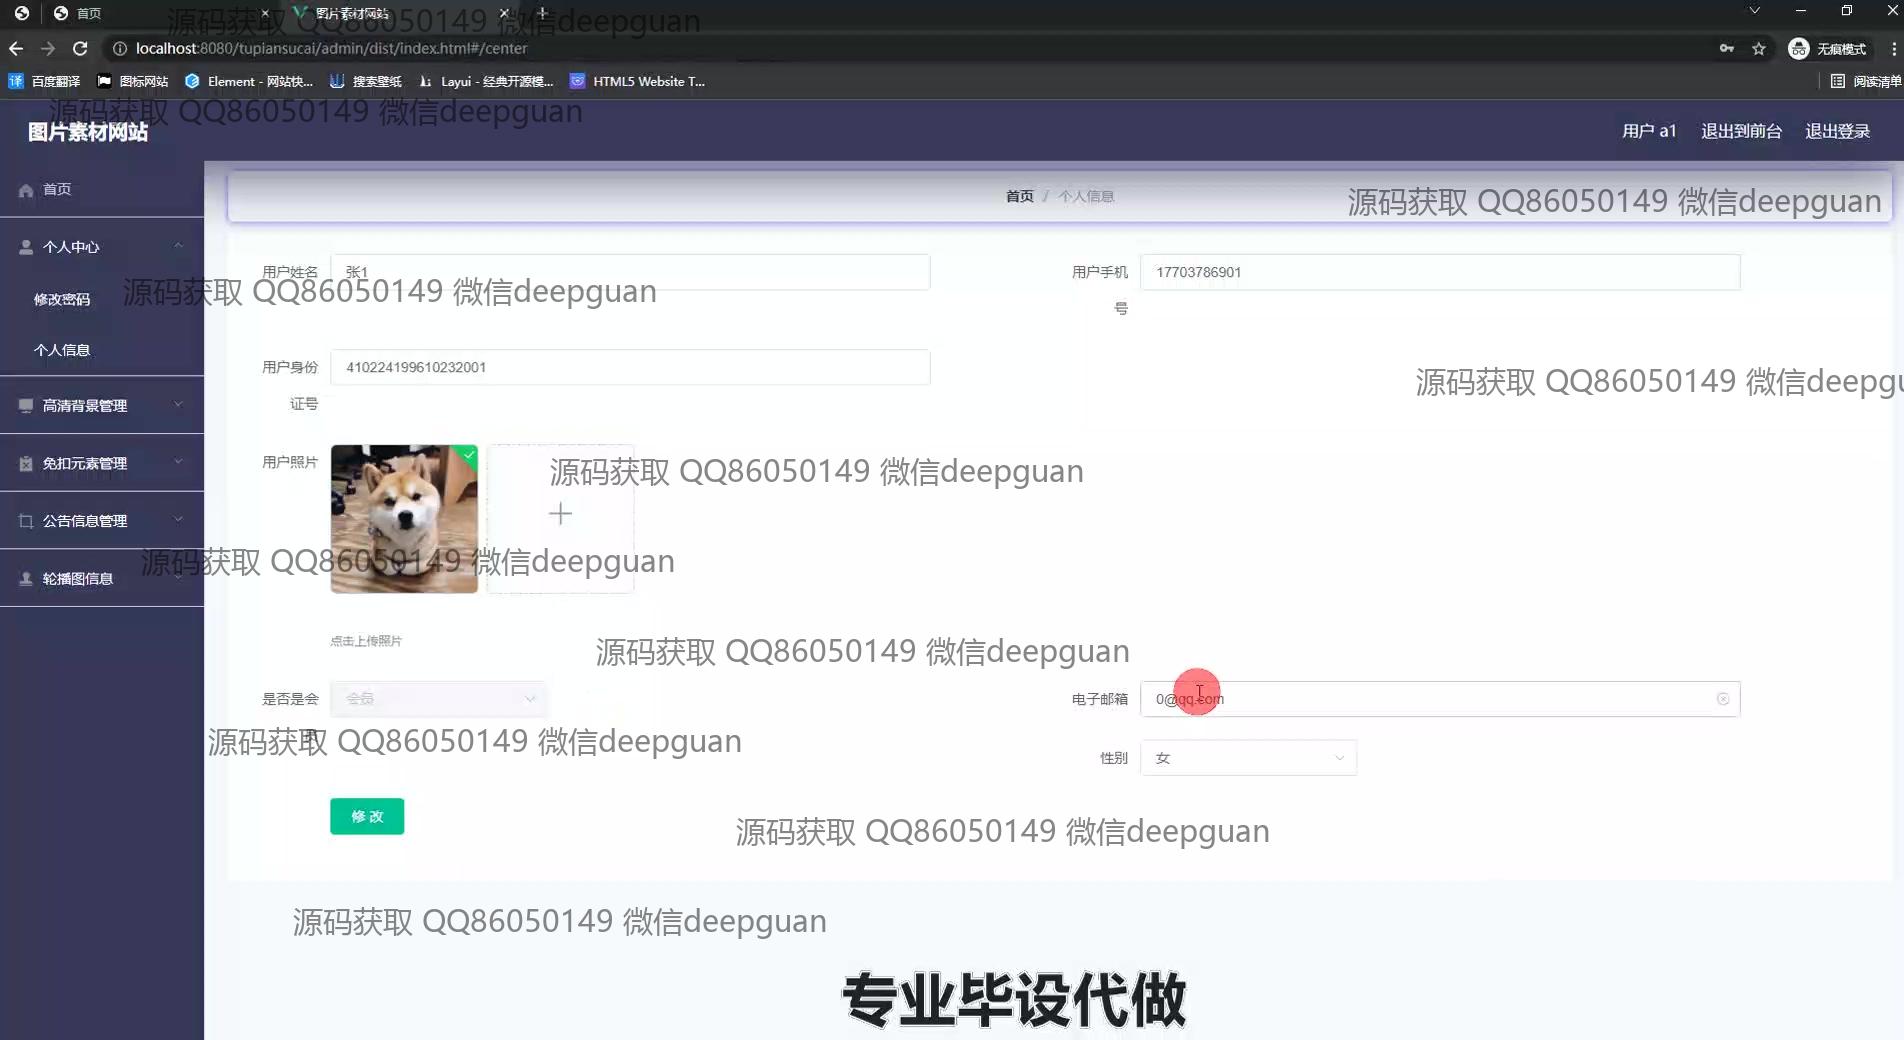 首页
图片素材网站
源码获取 QQ86050149 微信deepguan
localhost:8080/tupiansucai/admin/dist/index.html#/center
无痕模式
百度翻译
图标网站
Element - 网站快...
搜索壁纸
Layui - 经典开源模...
HTML5 Website T...
阅读清单
源码获取 QQ86050149 微信deepguan
图片素材网站
用户 a1
退出到前台
退出登录
首页
个人中心
修改密码
个人信息
高清背景管理
免扣元素管理
公告信息管理
轮播图信息
首页 / 个人信息
源码获取 QQ86050149 微信deepguan
用户姓名
张1
用户手机号
17703786901
源码获取 QQ86050149 微信deepguan
用户身份证号
410224199610232001
源码获取 QQ86050149 微信deepgu
用户照片
源码获取 QQ86050149 微信deepguan
源码获取 QQ86050149 微信deepguan
点击上传照片
源码获取 QQ86050149 微信deepguan
是否是会
会员
电子邮箱
0@qq.com
源码获取 QQ86050149 微信deepguan
性别
女
修改
源码获取 QQ86050149 微信deepguan
源码获取 QQ86050149 微信deepguan
专业毕设代做